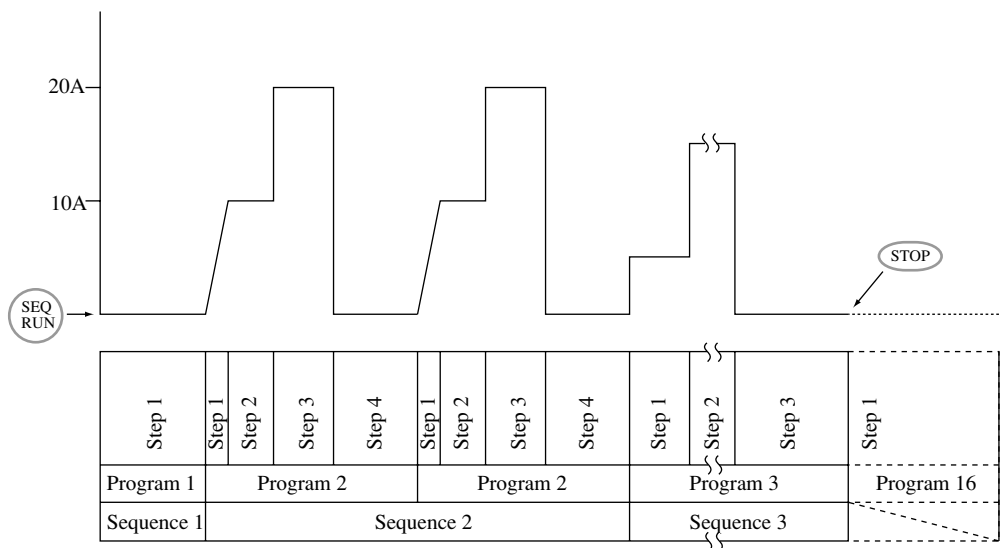 20A
10A
SEQ
RUN
STOP
Step 1
Step 1
Step 2
Step 3
Step 4
Step 1
Step 2
Step 3
Step 4
Step 1
Step 2
Step 3
Step 1
Program 1
Program 2
Program 2
Program 3
Program 16
Sequence 1
Sequence 2
Sequence 3